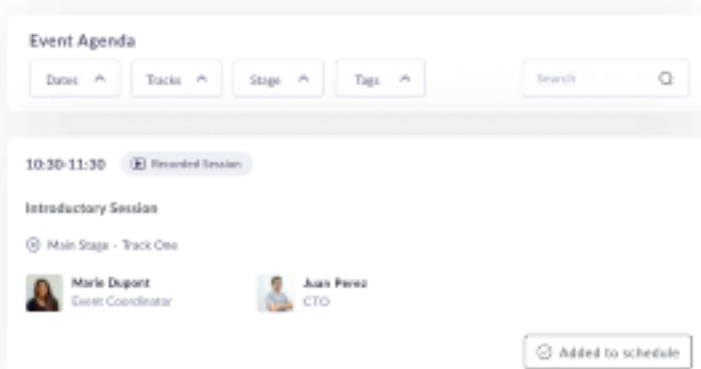 Event Agenda
Dates Tracks Stage Tags Search
10:30-11:30 Recorded Session
Introductory Session
Main Stage - Track One
Marie Dupont Juan Perez
Event Coordinator CTO
Added to schedule